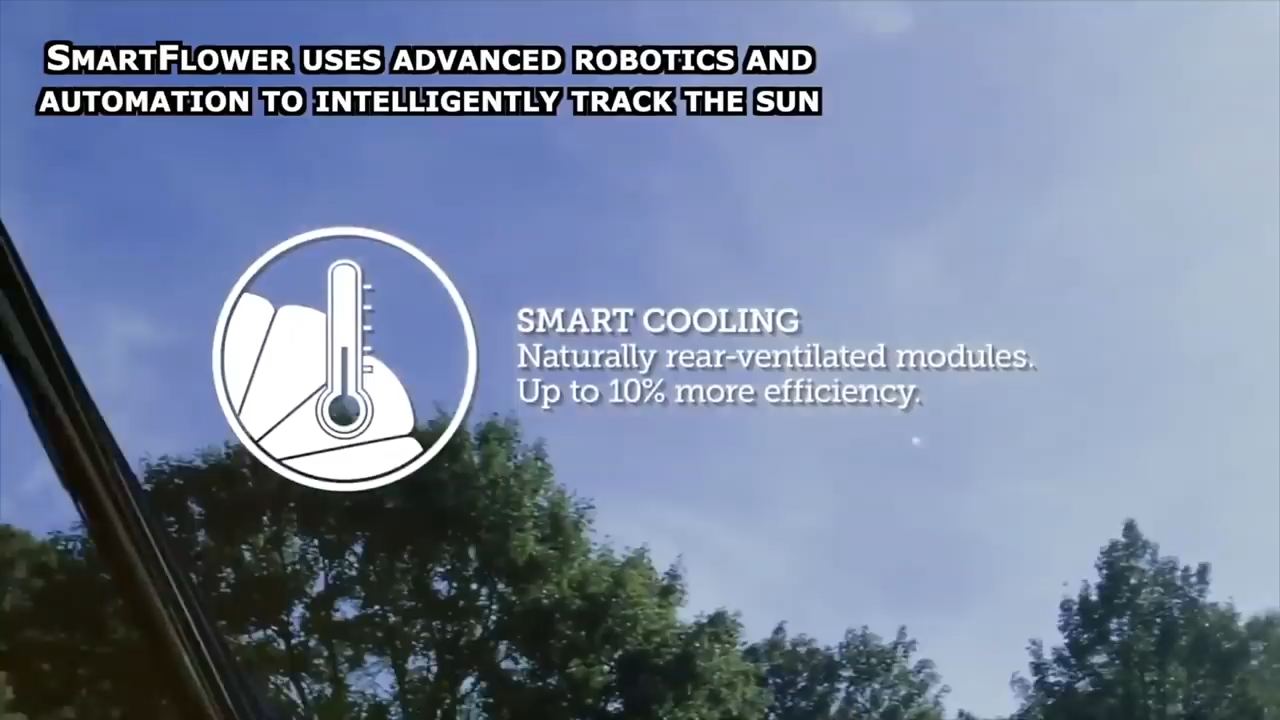 SMARTFLOWER USES ADVANCED ROBOTICS AND
AUTOMATION TO INTELLIGENTLY TRACK THE SUN
SMART COOLING
Naturally rear-ventilated modules.
Up to 10% more efficiency.